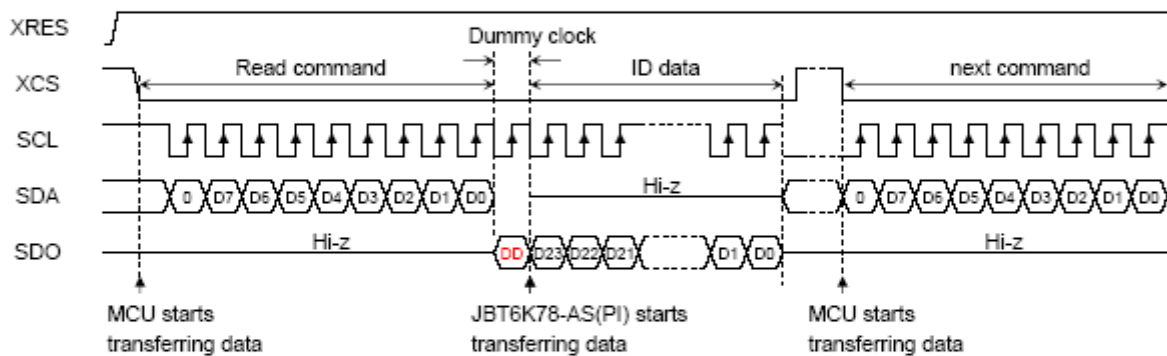 XRES
Dummy clock
XCS
Read command
ID data
next command
SCL
SDA
0 D7 D6 D5 D4 D3 D2 D1 D0
Hi-z
0 D7 D6 D5 D4 D3 D2 D1 D0
SDO
Hi-z
DD D23 D22 D21 D1 D0
Hi-z
MCU starts
transferring data
JBT6K78-AS(PI) starts
transferring data
MCU starts
transferring data